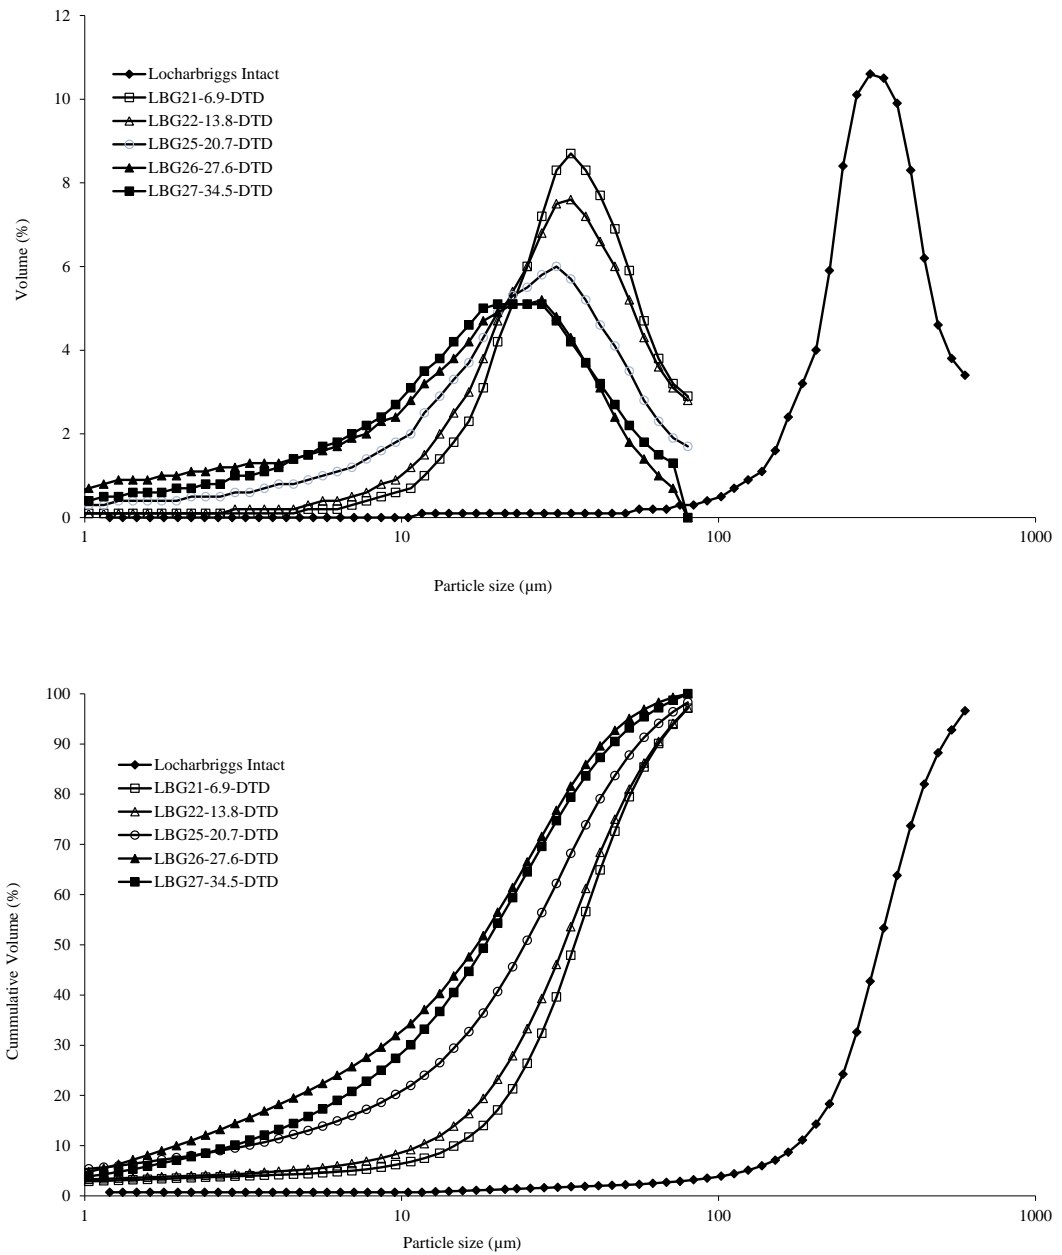 12
10
8
6
4
2
0
Volume (%)
Locharbriggs Intact
LBG21-6.9-DTD
LBG22-13.8-DTD
LBG25-20.7-DTD
LBG26-27.6-DTD
LBG27-34.5-DTD
1 10 100 1000
Particle size (µm)
100
90
80
70
60
50
40
30
20
10
0
Cummulative Volume (%)
Locharbriggs Intact
LBG21-6.9-DTD
LBG22-13.8-DTD
LBG25-20.7-DTD
LBG26-27.6-DTD
LBG27-34.5-DTD
1 10 100 1000
Particle size (µm)